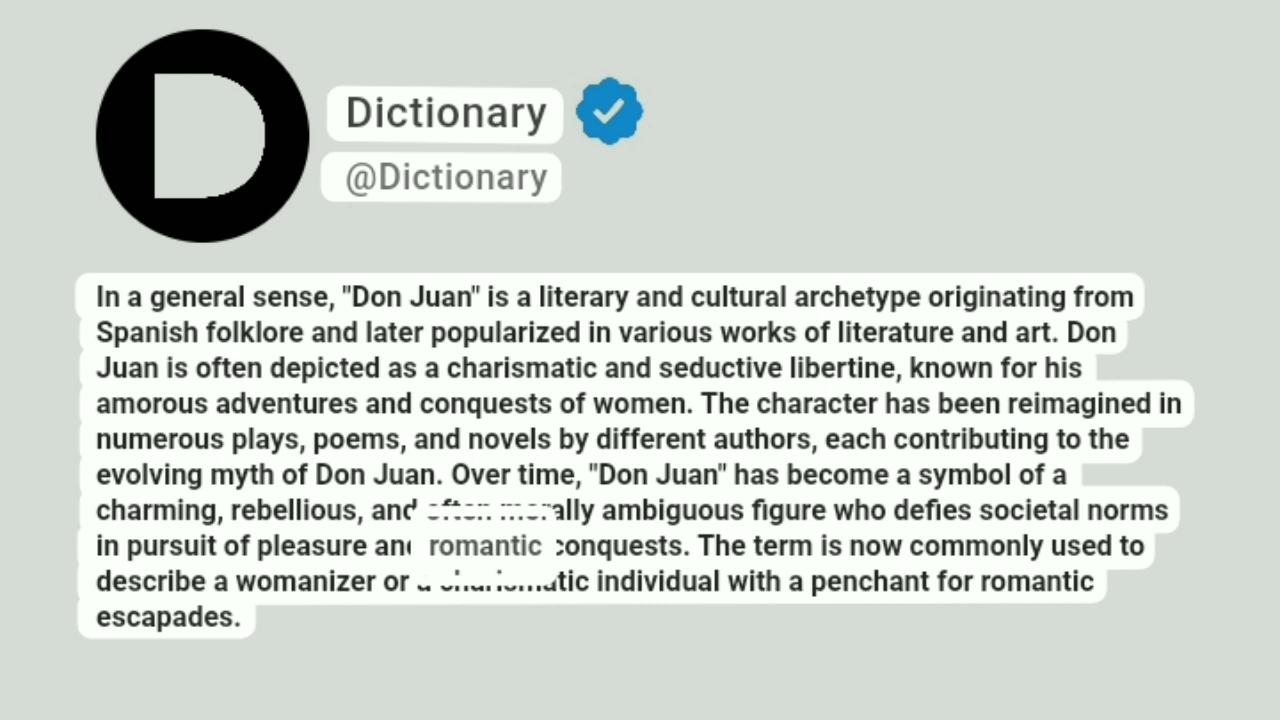 D
Dictionary
@Dictionary
In a general sense, "Don Juan" is a literary and cultural archetype originating from
Spanish folklore and later popularized in various works of literature and art. Don
Juan is often depicted as a charismatic and seductive libertine, known for his
amorous adventures and conquests of women. The character has been reimagined in
numerous plays, poems, and novels by different authors, each contributing to the
evolving myth of Don Juan. Over time, "Don Juan" has become a symbol of a
charming, rebellious, and often morally ambiguous figure who defies societal norms
in pursuit of pleasure and romantic conquests. The term is now commonly used to
describe a womanizer or a charismatic individual with a penchant for romantic
escapades.